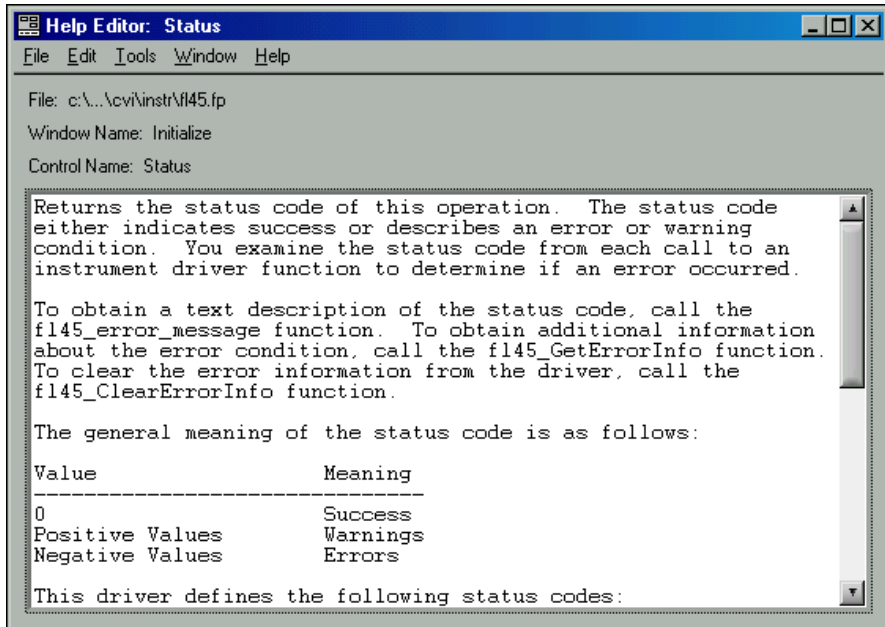 Help Editor: Status
File Edit Tools Window Help
File: c:\...\cvi\instr\fl45.fp
Window Name: Initialize
Control Name: Status
Returns the status code of this operation. The status code
either indicates success or describes an error or warning
condition. You examine the status code from each call to an
instrument driver function to determine if an error occurred.
To obtain a text description of the status code, call the
fl45_error_message function. To obtain additional information
about the error condition, call the fl45_GetErrorInfo function.
To clear the error information from the driver, call the
fl45_ClearErrorInfo function.
The general meaning of the status code is as follows:
Value Meaning
----------------------------------
0 Success
Positive Values Warnings
Negative Values Errors
This driver defines the following status codes: